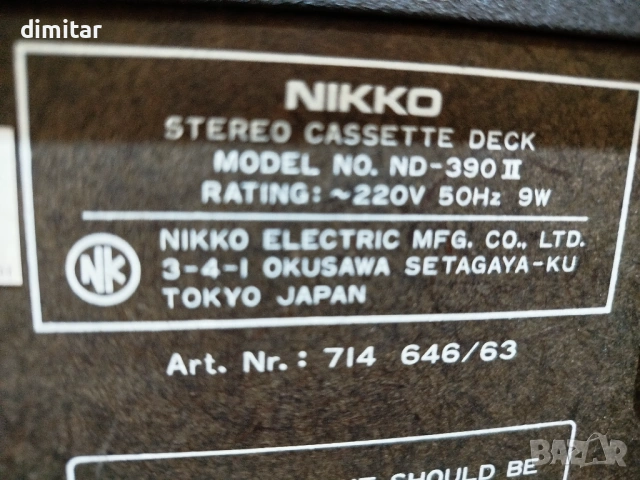 dimitar
NIKKO
STEREO CASSETTE DECK
MODEL NO. ND-390 II
RATING: ~220V 50Hz 9W
NK
NIKKO ELECTRIC MFG. CO., LTD.
3-4-1 OKUSAWA SETAGAYA-KU
TOKYO JAPAN
Art. Nr.: 714 646/63
SHOULD BE
BAZAR